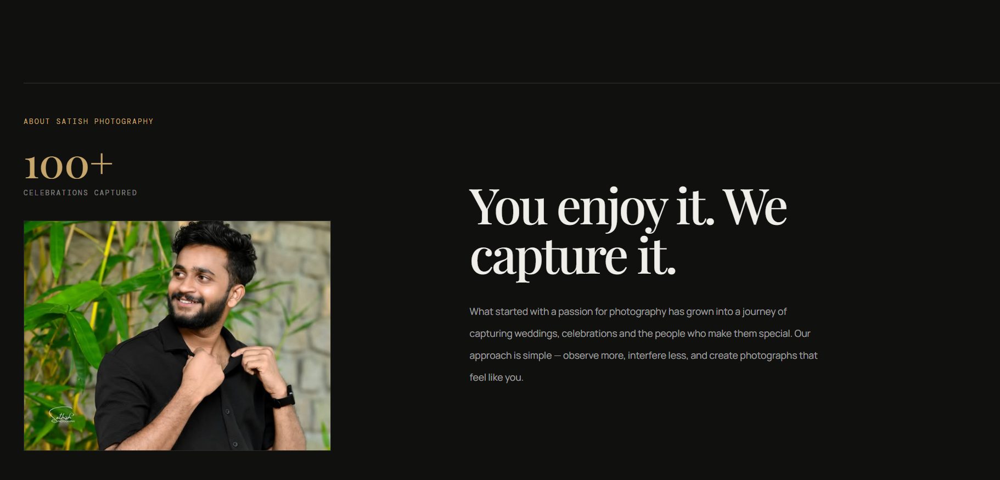 ABOUT SATISH PHOTOGRAPHY
100+
CELEBRATIONS CAPTURED
You enjoy it. We
capture it.
What started with a passion for photography has grown into a journey of
capturing weddings, celebrations and the people who make them special. Our
approach is simple — observe more, interfere less, and create photographs that
feel like you.
Sathish
PHOTOGRAPHY